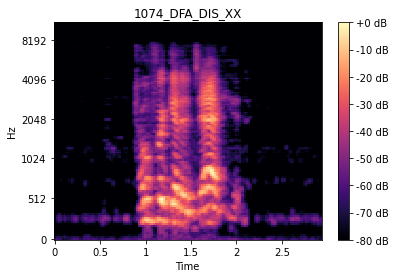 1074_DFA_DIS_XX
+0 dB
8192
-10 dB
4096
-20 dB
-30 dB
2048
Hz
-40 dB
1024
-50 dB
512
-60 dB
-70 dB
0
-80 dB
0 0.5 1 1.5 2 2.5
Time